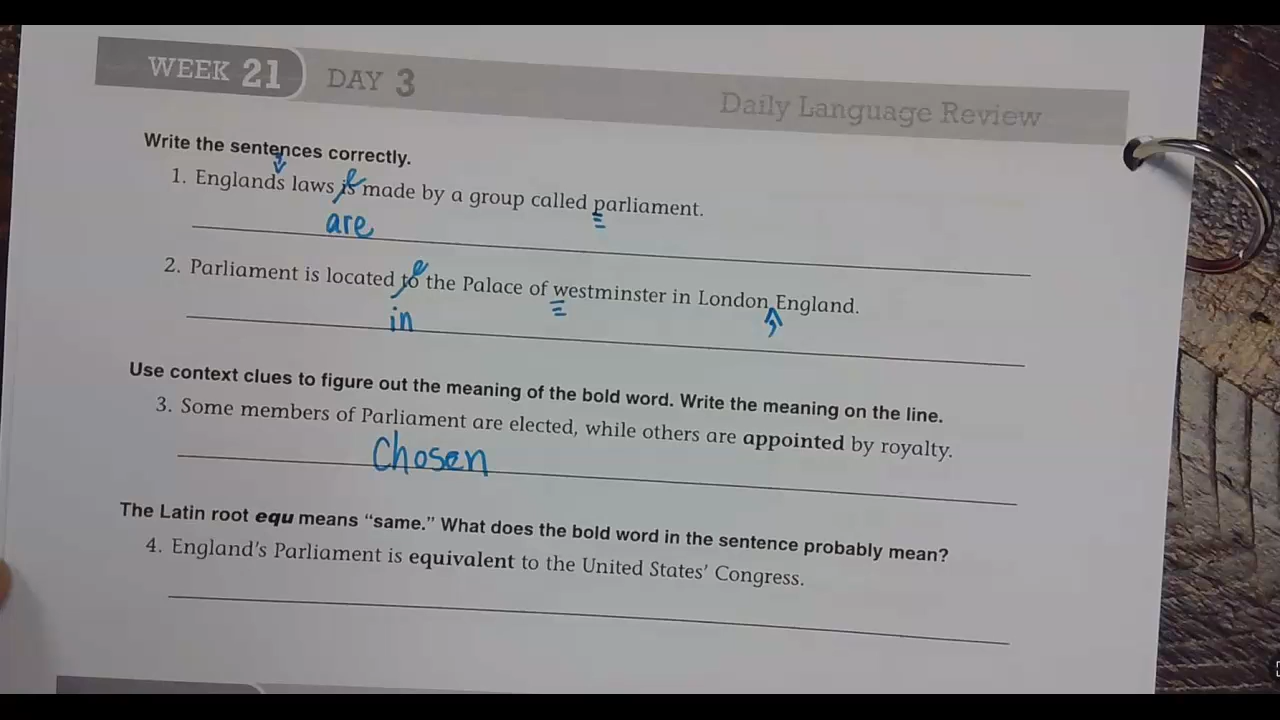 WEEK 21 DAY 3 Daily Language Review
Write the sentences correctly.
1. Englands laws is made by a group called parliament.
are
2. Parliament is located to the Palace of westminster in London, England.
in
Use context clues to figure out the meaning of the bold word. Write the meaning on the line.
3. Some members of Parliament are elected, while others are appointed by royalty.
Chosen
The Latin root equ means “same.” What does the bold word in the sentence probably mean?
4. England’s Parliament is equivalent to the United States’ Congress.